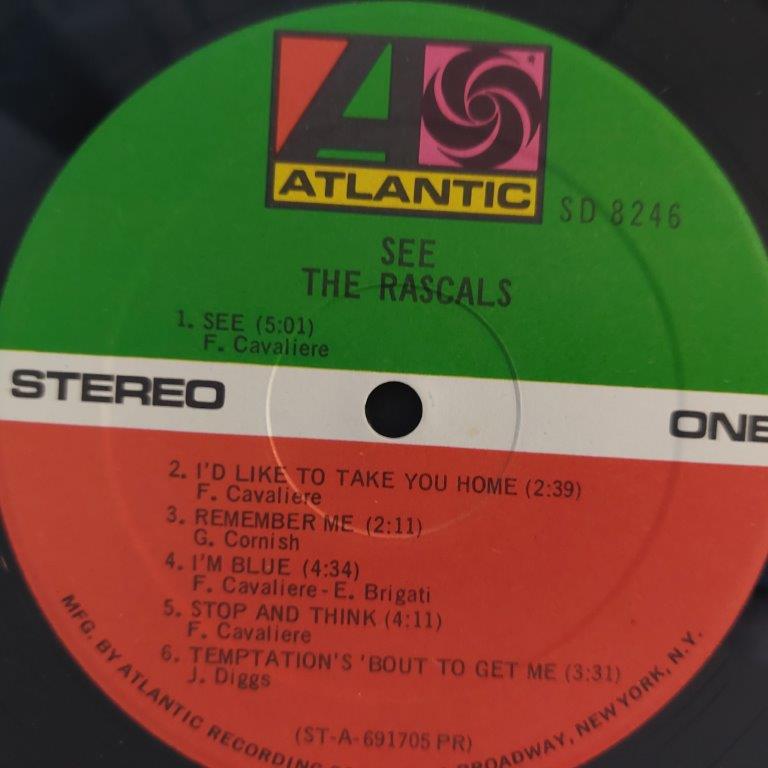 ATLANTIC
SD 8246
SEE
THE RASCALS
1. SEE (5:01)
F. Cavaliere
STEREO
ONE
2. I'D LIKE TO TAKE YOU HOME (2:39)
F. Cavaliere
3. REMEMBER ME (2:11)
G. Cornish
4. I'M BLUE (4:34)
F. Cavaliere - E. Brigati
5. STOP AND THINK (4:11)
F. Cavaliere
6. TEMPTATION'S 'BOUT TO GET ME (3:31)
J. Diggs
(ST-A-691705 PR)
MFG. BY ATLANTIC RECORDING BROADWAY, NEW YORK, N.Y.